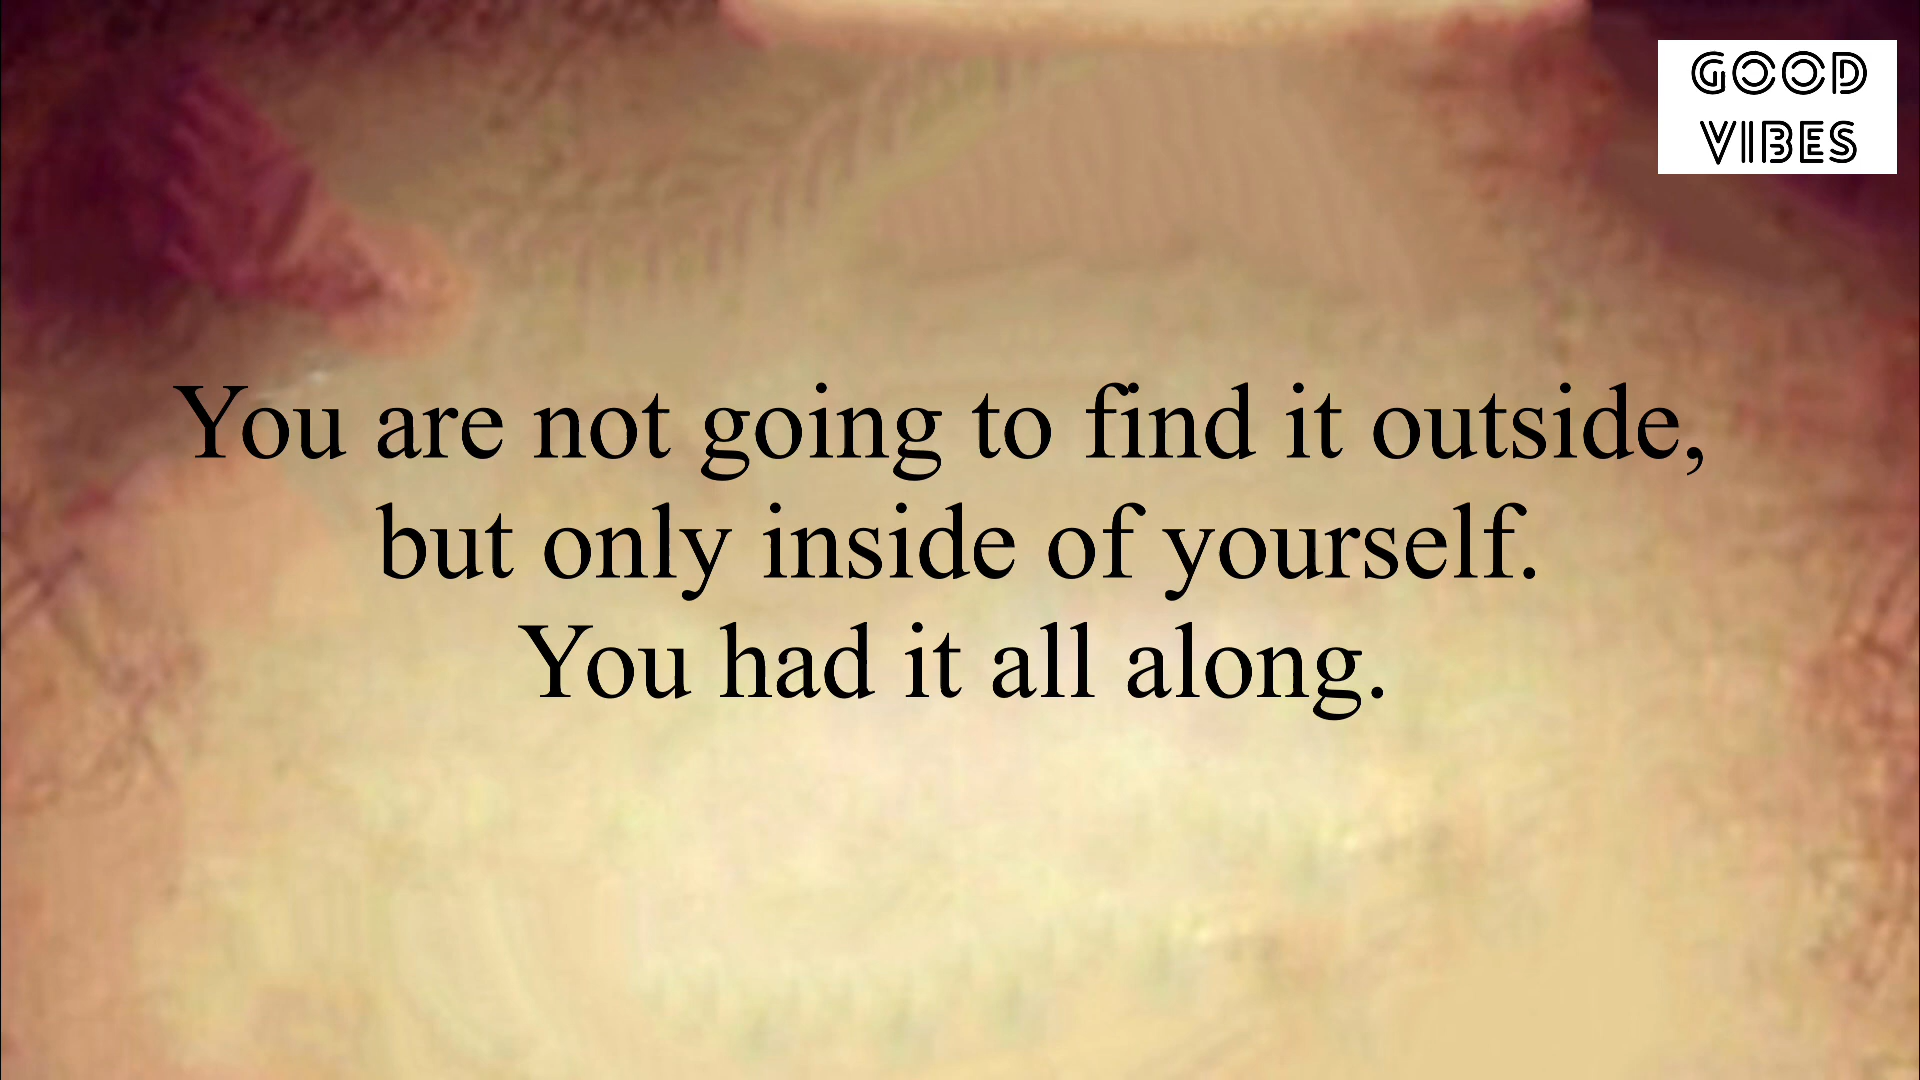 GOOD
VIBES
You are not going to find it outside,
but only inside of yourself.
You had it all along.